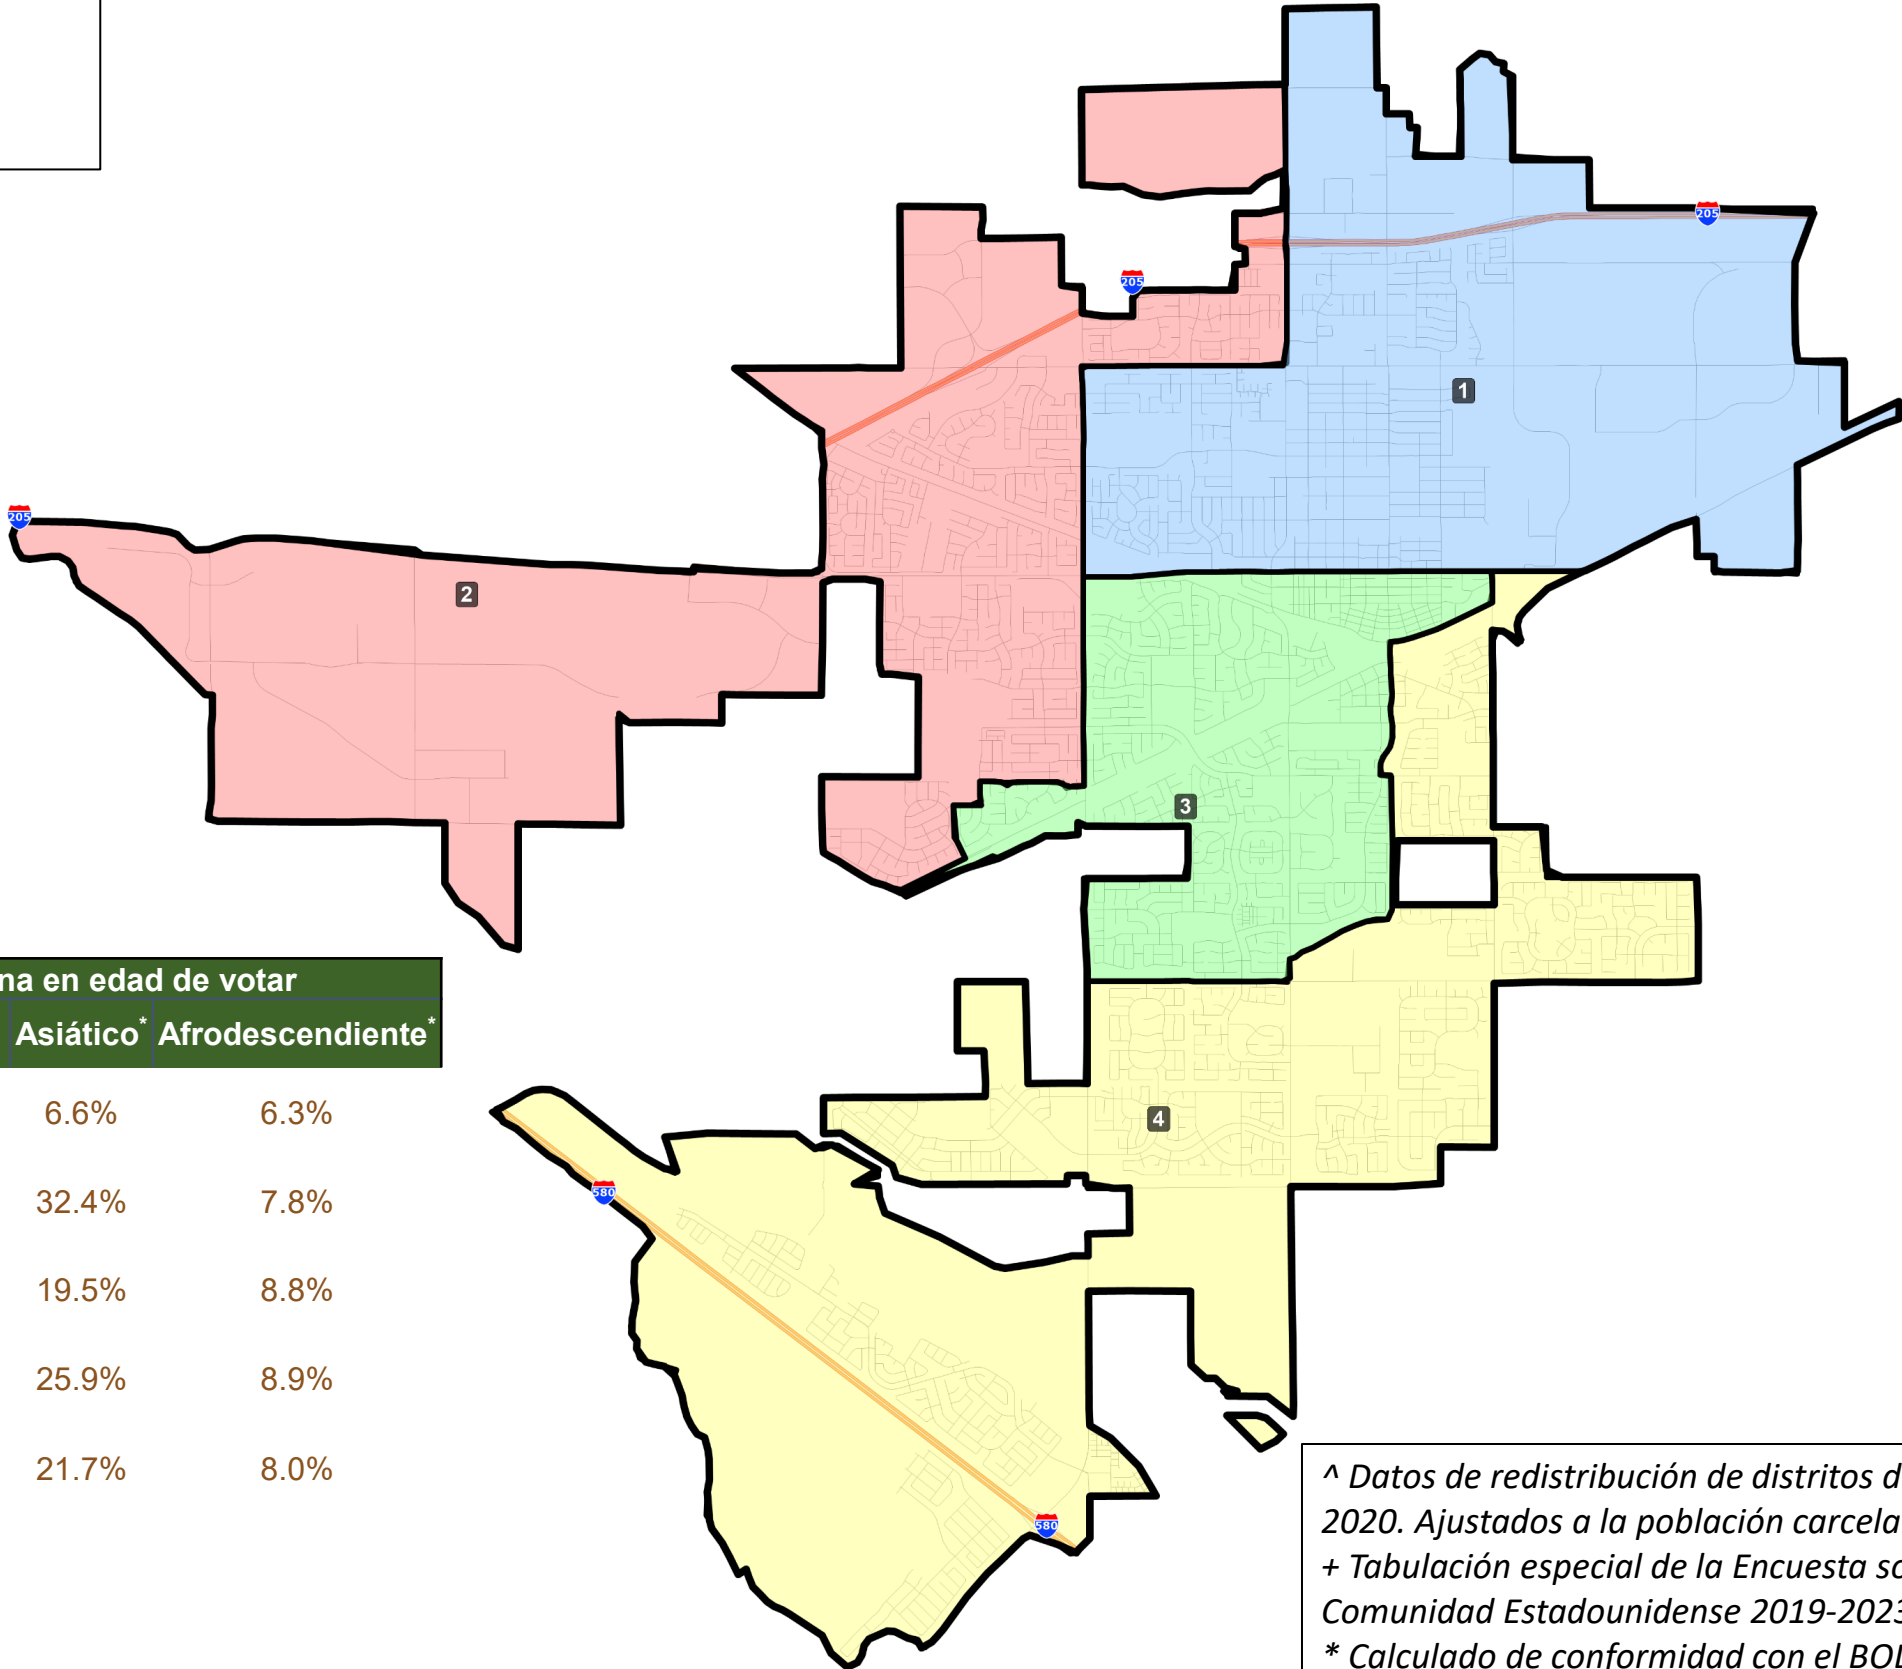 205
205
1
205
2
3
na en edad de votar
Asiático* Afrodescendiente*
6.6% 6.3%
4
32.4% 7.8%
580
19.5% 8.8%
25.9% 8.9%
21.7% 8.0%
580
^ Datos de redistribución de distritos d
2020. Ajustados a la población carcela
+ Tabulación especial de la Encuesta so
Comunidad Estadounidense 2019-2023
* Calculado de conformidad con el BOL